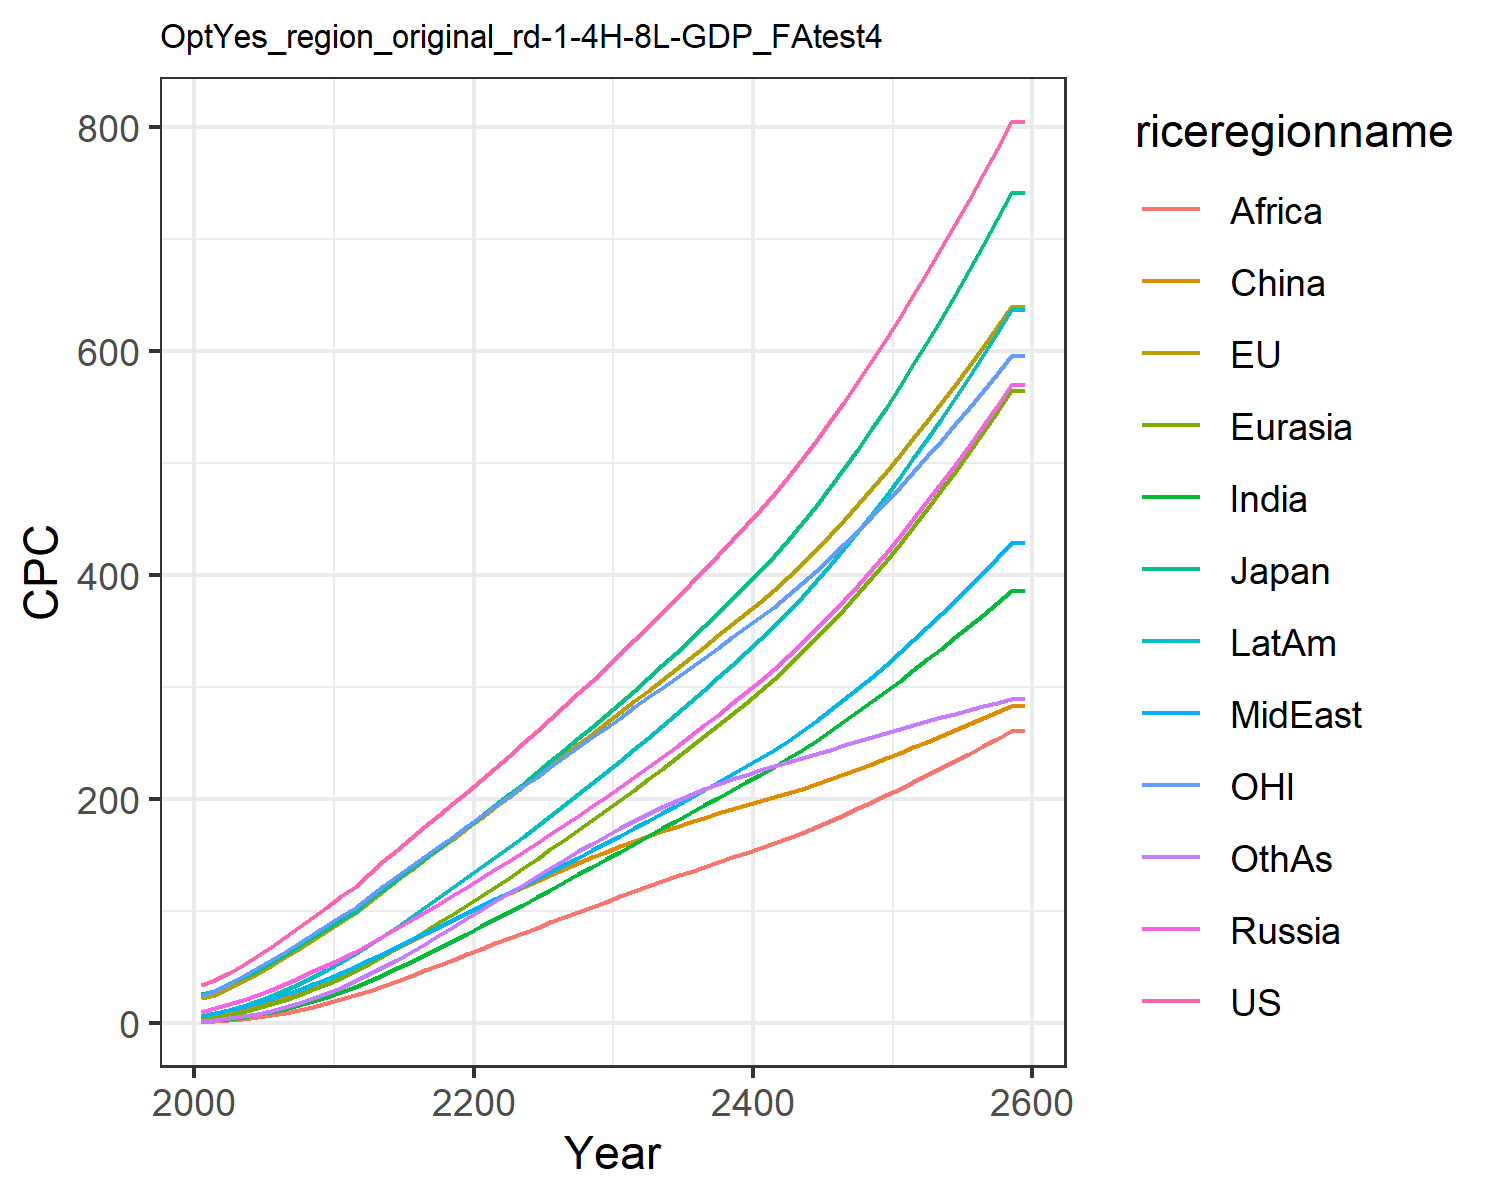 OptYes_region_original_rd-1-4H-8L-GDP_FAtest4
800
600
400
200
0
CPC
2000 2200 2400 2600
Year
riceregionname
Africa
China
EU
Eurasia
India
Japan
LatAm
MidEast
OHI
OthAs
Russia
US